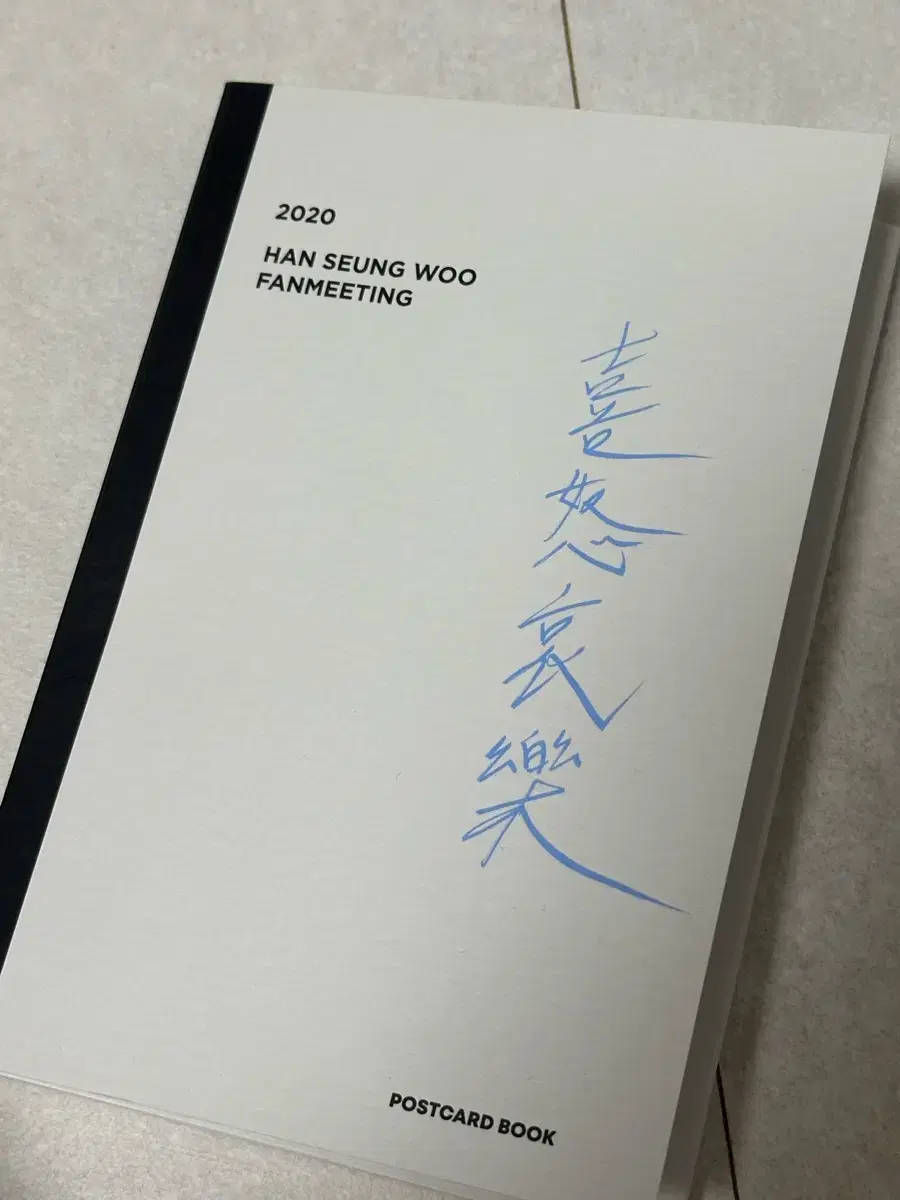 2020
HAN SEUNG WOO
FANMEETING
喜怒哀樂
POSTCARD BOOK